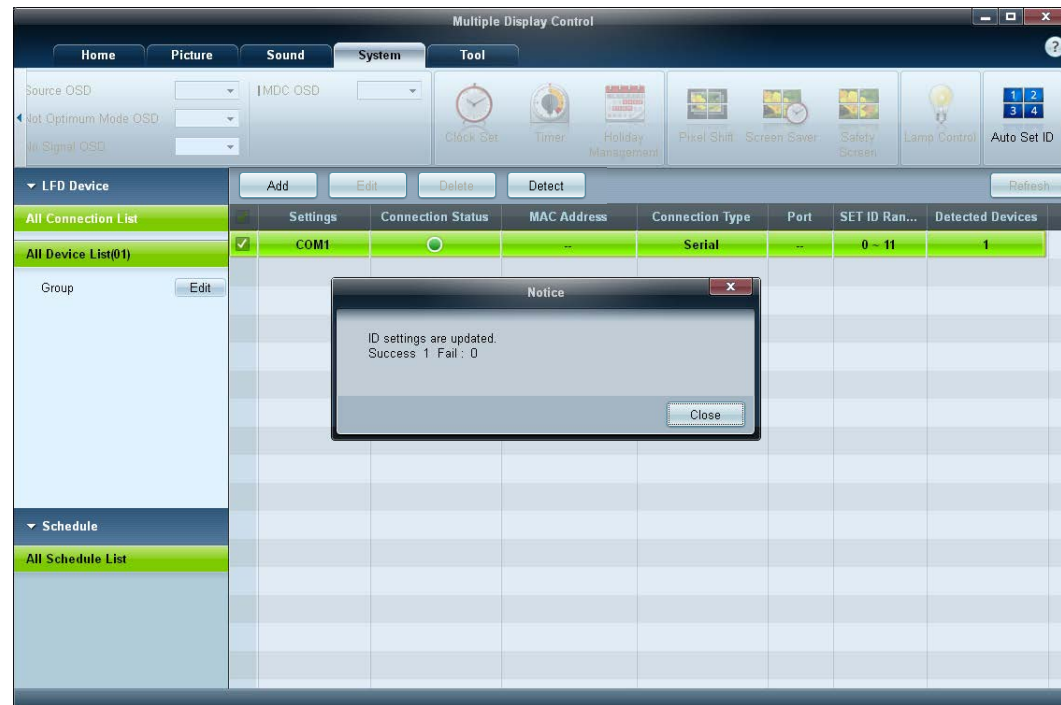 Multiple Display Control
Home Picture Sound System Tool
Source OSD
MDC OSD
Not Optimum Mode OSD
No Signal OSD
Clock Set
Timer
Holiday
Management
Pixel Shift
Screen Saver
Safety
Screen
Lamp Control
1 2
3 4
Auto Set ID
LFD Device
Add Edit Delete Detect Refresh
All Connection List
Settings Connection Status MAC Address Connection Type Port SET ID Ran... Detected Devices
All Device List(01)
COM1 -- Serial -- 0 ~ 11 1
Group Edit
Notice
ID settings are updated.
Success 1 Fail : 0
Close
Schedule
All Schedule List